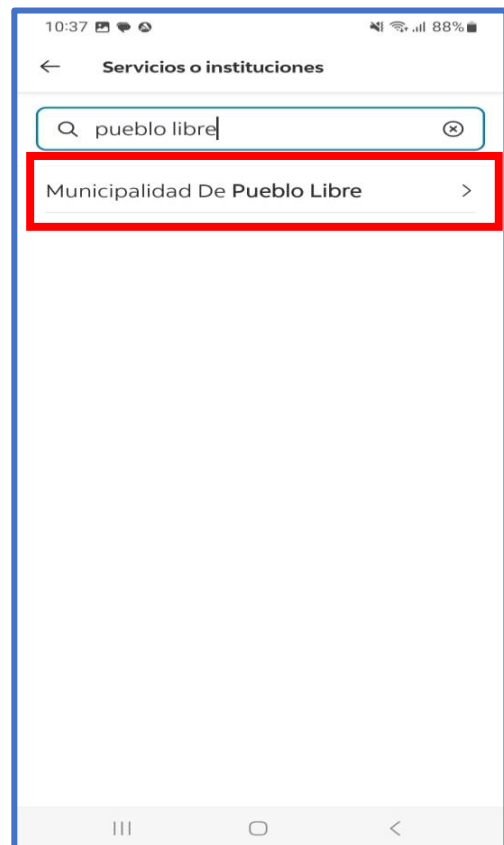 10:37 88%
Servicios o instituciones
pueblo libre
Municipalidad De Pueblo Libre